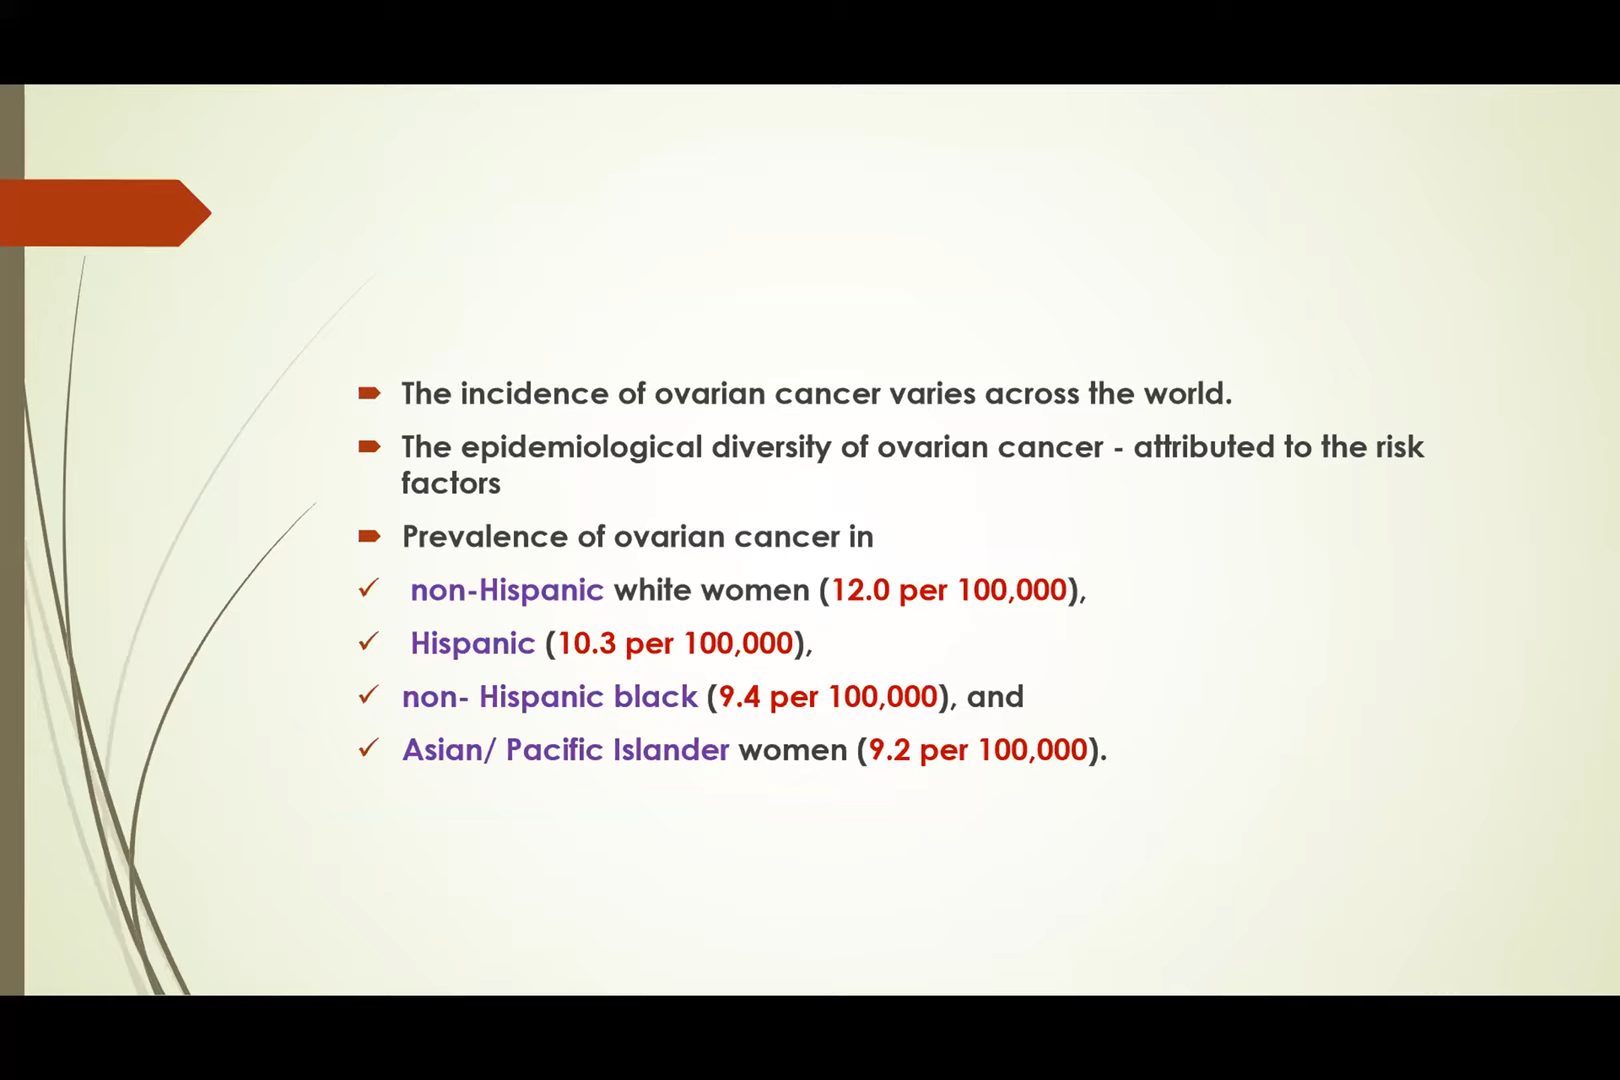 The incidence of ovarian cancer varies across the world.
The epidemiological diversity of ovarian cancer - attributed to the risk
factors
Prevalence of ovarian cancer in
non-Hispanic white women (12.0 per 100,000),
Hispanic (10.3 per 100,000),
non- Hispanic black (9.4 per 100,000), and
Asian/ Pacific Islander women (9.2 per 100,000).